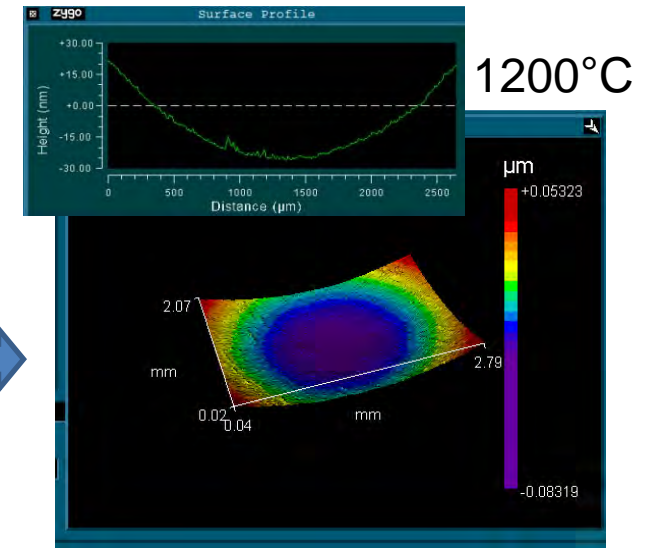 zygo Surface Profile
+30.00
+15.00
+0.00
-15.00
-30.00
Height (nm)
0 500 1000 1500 2000 2500
Distance (µm)
1200°C
µm
+0.05323
-0.08319
2.07
mm
0.02
0.04
mm
2.79